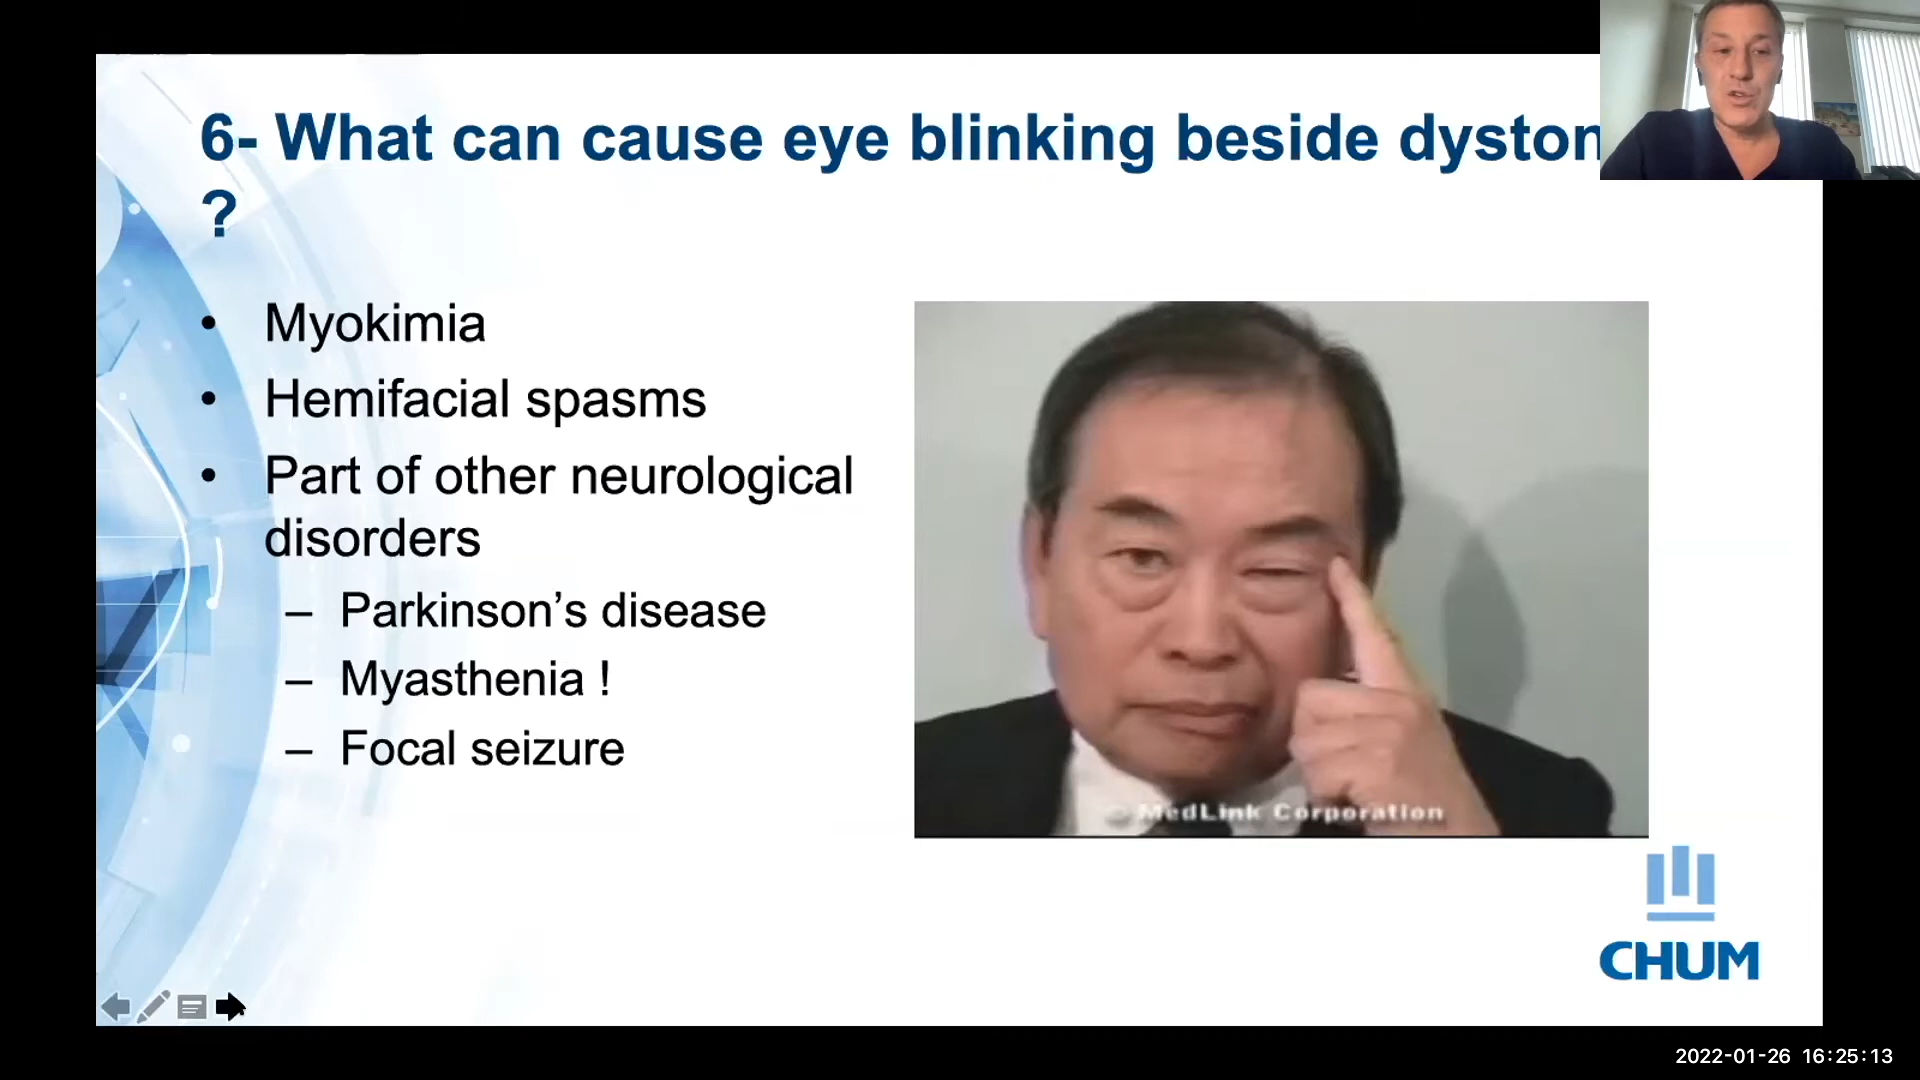 6- What can cause eye blinking beside dyston
?
• Myokimia
• Hemifacial spasms
• Part of other neurological
disorders
– Parkinson’s disease
– Myasthenia !
– Focal seizure
© MedLink Corporation
CHUM
2022-01-26 16:25:13